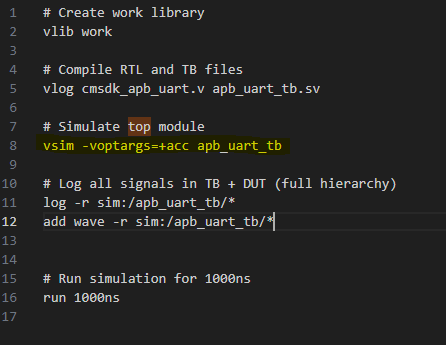 1 # Create work library
2 vlib work
3
4 # Compile RTL and TB files
5 vlog cmsdk_apb_uart.v apb_uart_tb.sv
6
7 # Simulate top module
8 vsim -voptargs=+acc apb_uart_tb
9
10 # Log all signals in TB + DUT (full hierarchy)
11 log -r sim:/apb_uart_tb/*
12 add wave -r sim:/apb_uart_tb/*
13
14
15 # Run simulation for 1000ns
16 run 1000ns
17